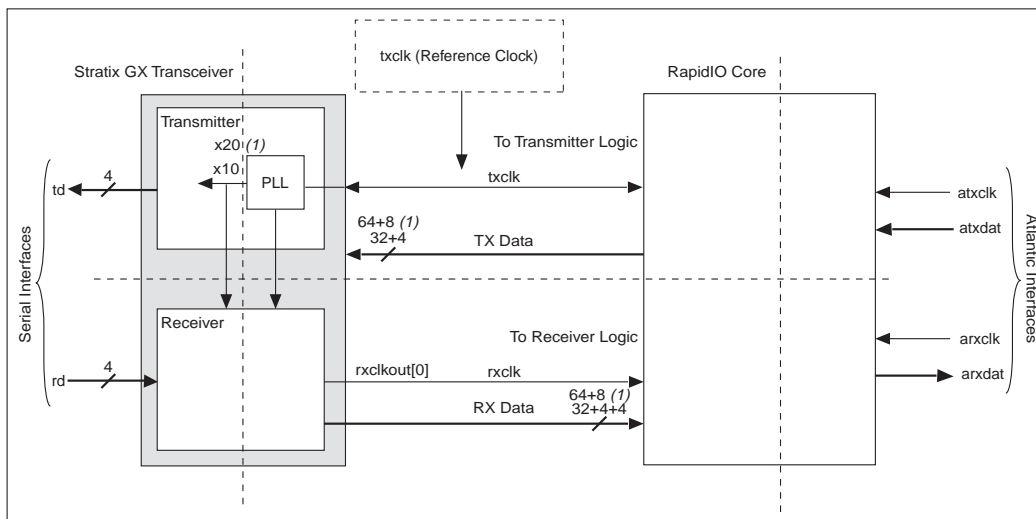 txclk (Reference Clock)
Stratix GX Transceiver
RapidIO Core
Transmitter
x20 (1)
x10
PLL
To Transmitter Logic
txclk
td
4
64+8 (1)
32+4
TX Data
atxclk
atxdat
Serial Interfaces
Atlantic Interfaces
Receiver
To Receiver Logic
rd
4
rxclkout[0]
rxclk
RX Data
64+8 (1)
32+4+4
arxclk
arxdat